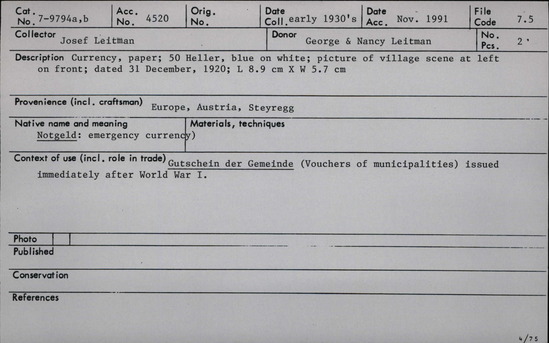 Cat. No. 7-9794a,b Acc. No. 4520 Orig. No. Date Coll. early 1930's Date Acc. Nov. 1991 File Code 7.5
Collector Josef Leitman Donor George & Nancy Leitman No. Pcs. 2
Description Currency, paper; 50 Heller, blue on white; picture of village scene at left
on front; dated 31 December, 1920; L 8.9 cm X W 5.7 cm
Provenience (incl. craftsman) Europe, Austria, Steyregg
Native name and meaning Materials, techniques
Notgeld: emergency currency)
Context of use (incl. role in trade) Gutschein der Gemeinde (Vouchers of municipalities) issued
immediately after World War I.
Photo
Published
Conservation
References
4/75